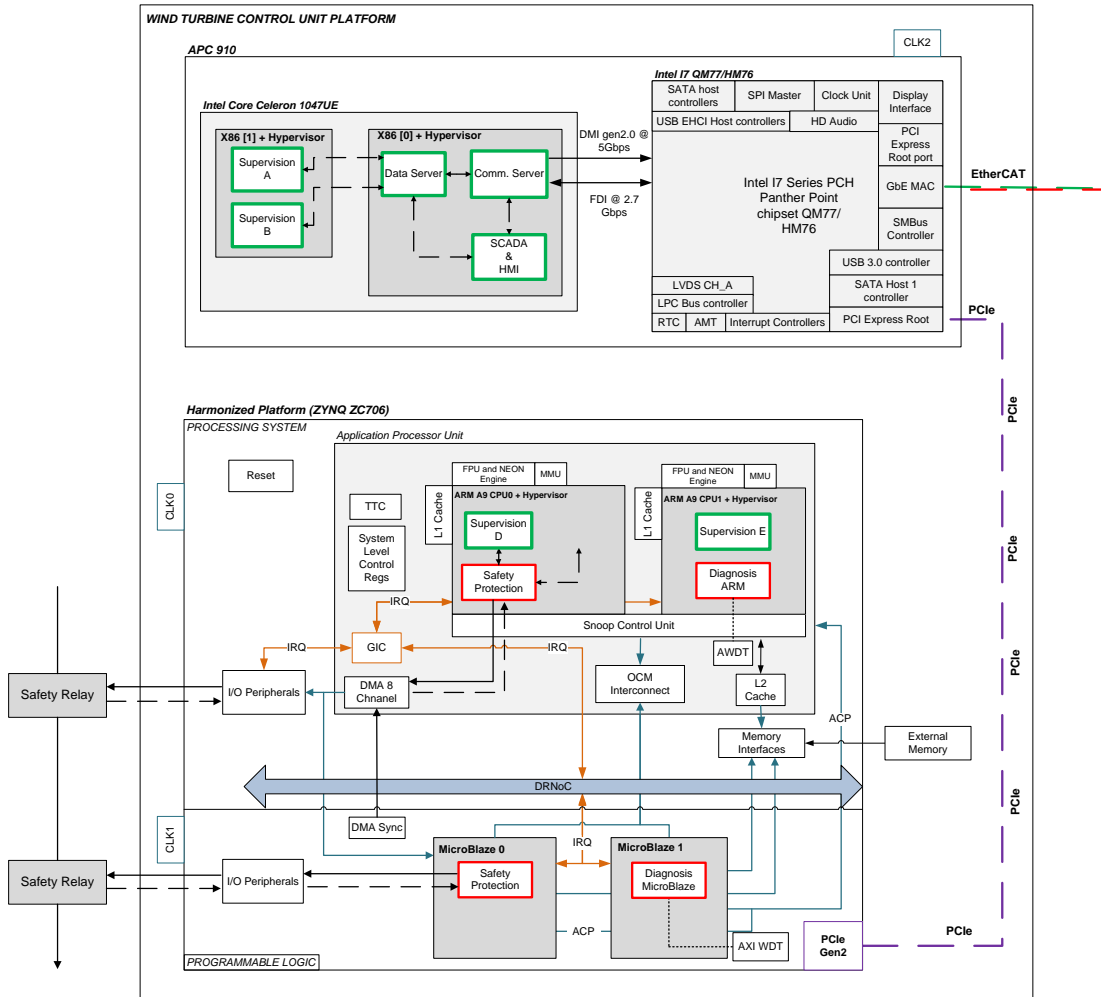 WIND TURBINE CONTROL UNIT PLATFORM
APC 910
CLK2
Intel Core Celeron 1047UE
X86 [1] + Hypervisor
Supervision
A
Supervision
B
X86 [0] + Hypervisor
Data Server
Comm. Server
SCADA
&
HMI
DMI gen2.0 @
5Gbps
FDI @ 2.7
Gbps
Intel I7 QM77/HM76
SATA host
controllers
SPI Master
Clock Unit
Display
Interface
USB EHCI Host controllers
HD Audio
PCI
Express
Root port
Intel I7 Series PCH
Panther Point
chipset QM77/
HM76
GbE MAC
SMBus
Controller
USB 3.0 controller
LVDS CH_A
SATA Host 1
controller
LPC Bus controller
RTC
AMT
Interrupt Controllers
PCI Express Root
EtherCAT
PCIe
PCIe
PCIe
PCIe
PCIe
PCIe
PCIe
Harmonized Platform (ZYNQ ZC706)
PROCESSING SYSTEM
Application Processor Unit
Reset
CLK0
TTC
System
Level
Control
Regs
FPU and NEON
Engine
MMU
L1 Cache
ARM A9 CPU0 + Hypervisor
Supervision
D
Safety
Protection
FPU and NEON
Engine
MMU
L1 Cache
ARM A9 CPU1 + Hypervisor
Supervision E
Diagnosis
ARM
IRQ
Snoop Control Unit
IRQ
GIC
IRQ
AWDT
Safety Relay
I/O Peripherals
DMA 8
Chnanel
OCM
Interconnect
L2
Cache
ACP
Memory
Interfaces
External
Memory
DRNoC
CLK1
DMA Sync
IRQ
MicroBlaze 0
Safety
Protection
MicroBlaze 1
Diagnosis
MicroBlaze
Safety Relay
I/O Peripherals
ACP
AXI WDT
PCIe
Gen2
PROGRAMMABLE LOGIC